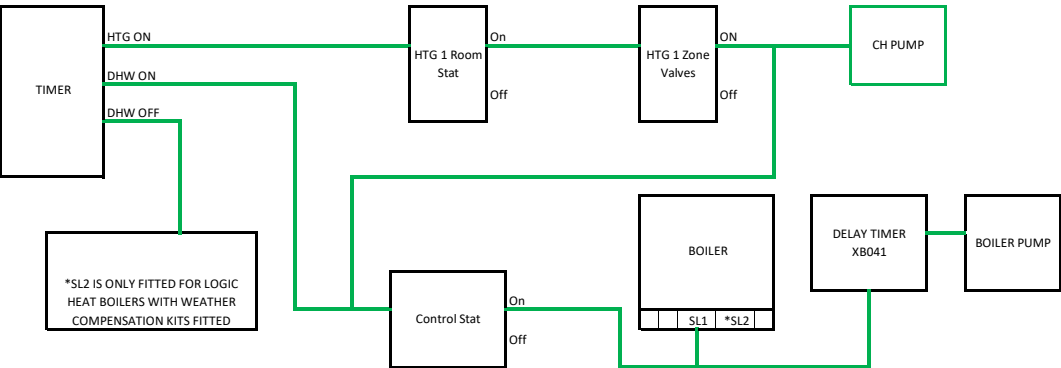 TIMER
HTG ON
DHW ON
DHW OFF
HTG 1 Room
Stat
On
Off
HTG 1 Zone
Valves
ON
Off
CH PUMP
*SL2 IS ONLY FITTED FOR LOGIC
HEAT BOILERS WITH WEATHER
COMPENSATION KITS FITTED
Control Stat
On
Off
BOILER
SL1
*SL2
DELAY TIMER
XB041
BOILER PUMP